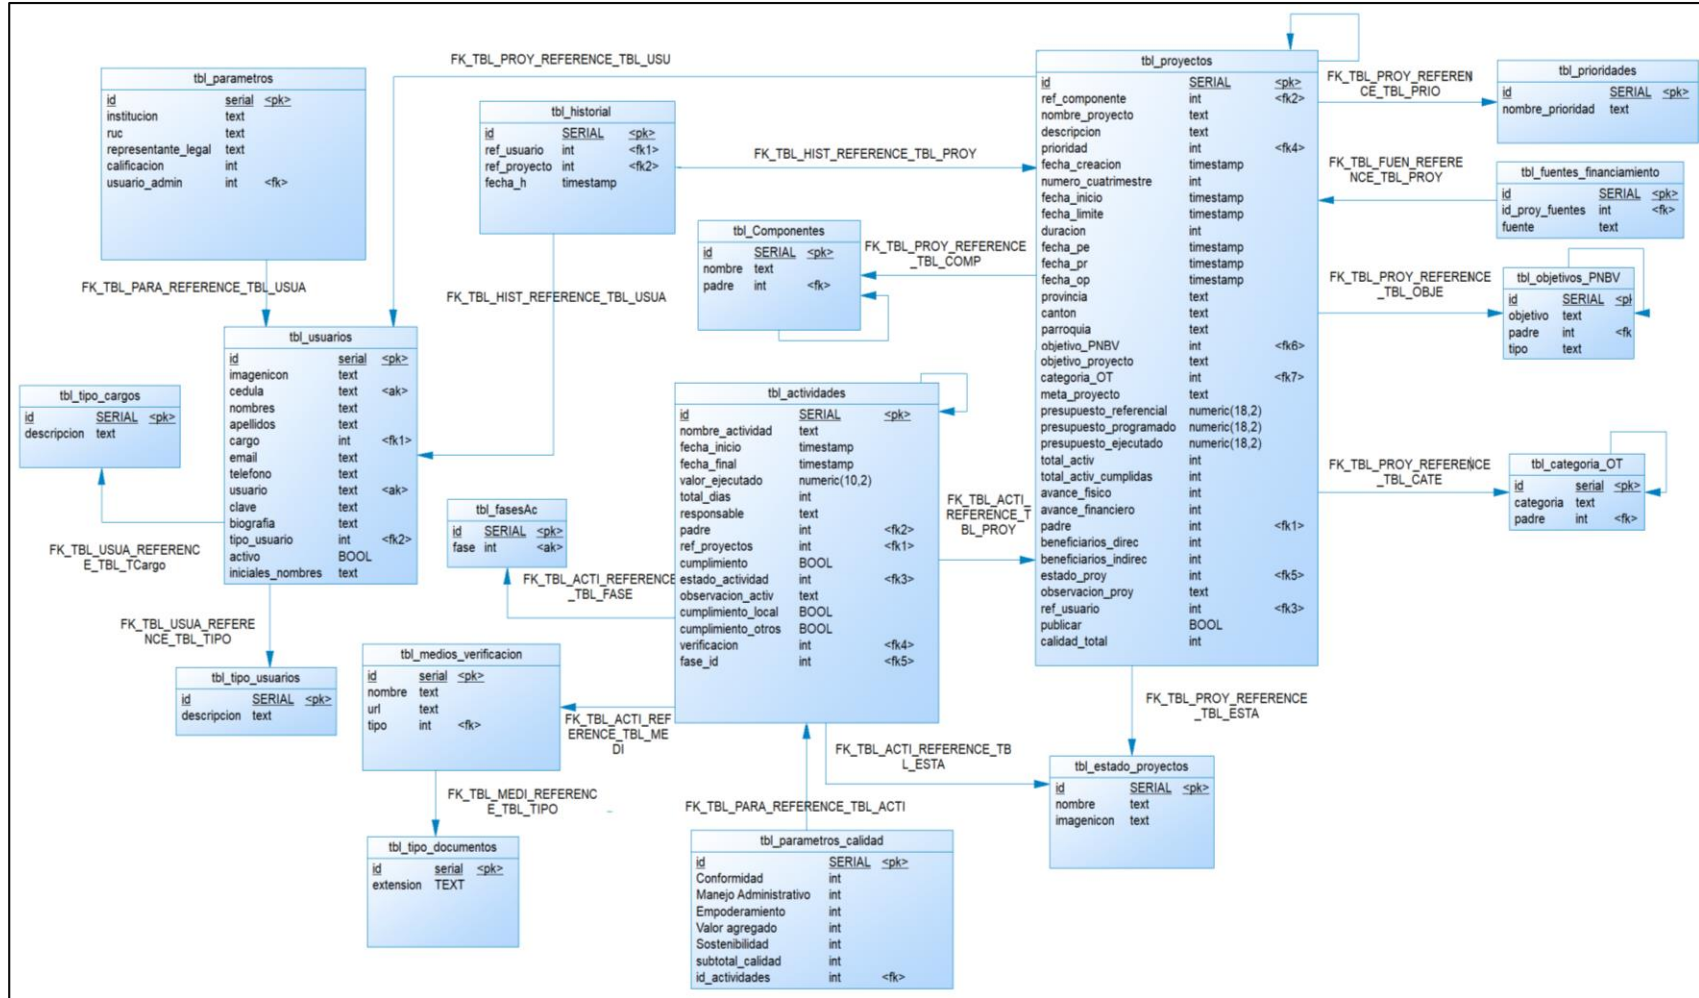 FK_TBL_PROY_REFERENCE_TBL_USU
tbl_parametros
id serial <pk>
institucion text
ruc text
representante_legal text
calificacion int
usuario_admin int <fk>
FK_TBL_PARA_REFERENCE_TBL_USUA
tbl_historial
id SERIAL <pk>
ref_usuario int <fk1>
ref_proyecto int <fk2>
fecha_h timestamp
FK_TBL_HIST_REFERENCE_TBL_PROY
FK_TBL_HIST_REFERENCE_TBL_USUA
tbl_Componentes
id SERIAL <pk>
nombre text
padre int <fk>
FK_TBL_PROY_REFERENCE
_TBL_COMP
tbl_proyectos
id SERIAL <pk>
ref_componente int <fk2>
nombre_proyecto text
descripcion text
prioridad int <fk4>
fecha_creacion timestamp
numero_cuatrimestre int
fecha_inicio timestamp
fecha_limite timestamp
duracion int
fecha_pe timestamp
fecha_pr timestamp
fecha_op timestamp
provincia text
canton text
parroquia text
objetivo_PNBV int <fk6>
objetivo_proyecto text
categoria_OT int <fk7>
meta_proyecto text
presupuesto_referencial numeric(18,2)
presupuesto_programado numeric(18,2)
presupuesto_ejecutado numeric(18,2)
total_activ int
total_activ_cumplidas int
avance_fisico int
avance_financiero int
padre int <fk1>
beneficiarios_direc int
beneficiarios_indirec int
estado_proy int <fk5>
observacion_proy text
ref_usuario int <fk3>
publicar BOOL
calidad_total int
FK_TBL_PROY_REFEREN
CE_TBL_PRIO
tbl_prioridades
id SERIAL <pk>
nombre_prioridad text
FK_TBL_FUEN_REFERE
NCE_TBL_PROY
tbl_fuentes_financiamiento
id SERIAL <pk>
id_proy_fuentes int <fk>
fuente text
FK_TBL_PROY_REFERENCE
_TBL_OBJE
tbl_objetivos_PNBV
id SERIAL <pl
objetivo text
padre int <fk
tipo text
FK_TBL_PROY_REFERENCE
_TBL_CATE
tbl_categoria_OT
id serial <pk>
categoria text
padre int <fk>
tbl_usuarios
id serial <pk>
imagenicon text
cedula text <ak>
nombres text
apellidos text
cargo int <fk1>
email text
telefono text
usuario text <ak>
clave text
biografia text
tipo_usuario int <fk2>
activo BOOL
iniciales_nombres text
tbl_tipo_cargos
id SERIAL <pk>
descripcion text
FK_TBL_USUA_REFERENC
E_TBL_TCargo
FK_TBL_USUA_REFERE
NCE_TBL_TIPO
tbl_tipo_usuarios
id SERIAL <pk>
descripcion text
tbl_actividades
id SERIAL <pk>
nombre_actividad text
fecha_inicio timestamp
fecha_final timestamp
valor_ejecutado numeric(10,2)
total_dias int
responsable text
padre int <fk2>
ref_proyectos int <fk1>
cumplimiento BOOL
estado_actividad int <fk3>
observacion_activ text
cumplimiento_local BOOL
cumplimiento_otros BOOL
verificacion int <fk4>
fase_id int <fk5>
FK_TBL_ACTI_
REFERENCE_T
BL_PROY
tbl_fasesAc
id SERIAL <pk>
fase int <ak>
FK_TBL_ACTI_REFERENCE
_TBL_FASE
tbl_medios_verificacion
id serial <pk>
nombre text
url text
tipo int <fk>
FK_TBL_ACTI_REF
ERENCE_TBL_ME
DI
FK_TBL_MEDI_REFERENC
E_TBL_TIPO
tbl_tipo_documentos
id serial <pk>
extension TEXT
FK_TBL_ACTI_REFERENCE_TB
L_ESTA
FK_TBL_PARA_REFERENCE_TBL_ACTI
tbl_parametros_calidad
id SERIAL <pk>
Conformidad int
Manejo Administrativo int
Empoderamiento int
Valor agregado int
Sostenibilidad int
subtotal_calidad int
id_actividades int <fk>
FK_TBL_PROY_REFERENCE
_TBL_ESTA
tbl_estado_proyectos
id SERIAL <pk>
nombre text
imagenicon text